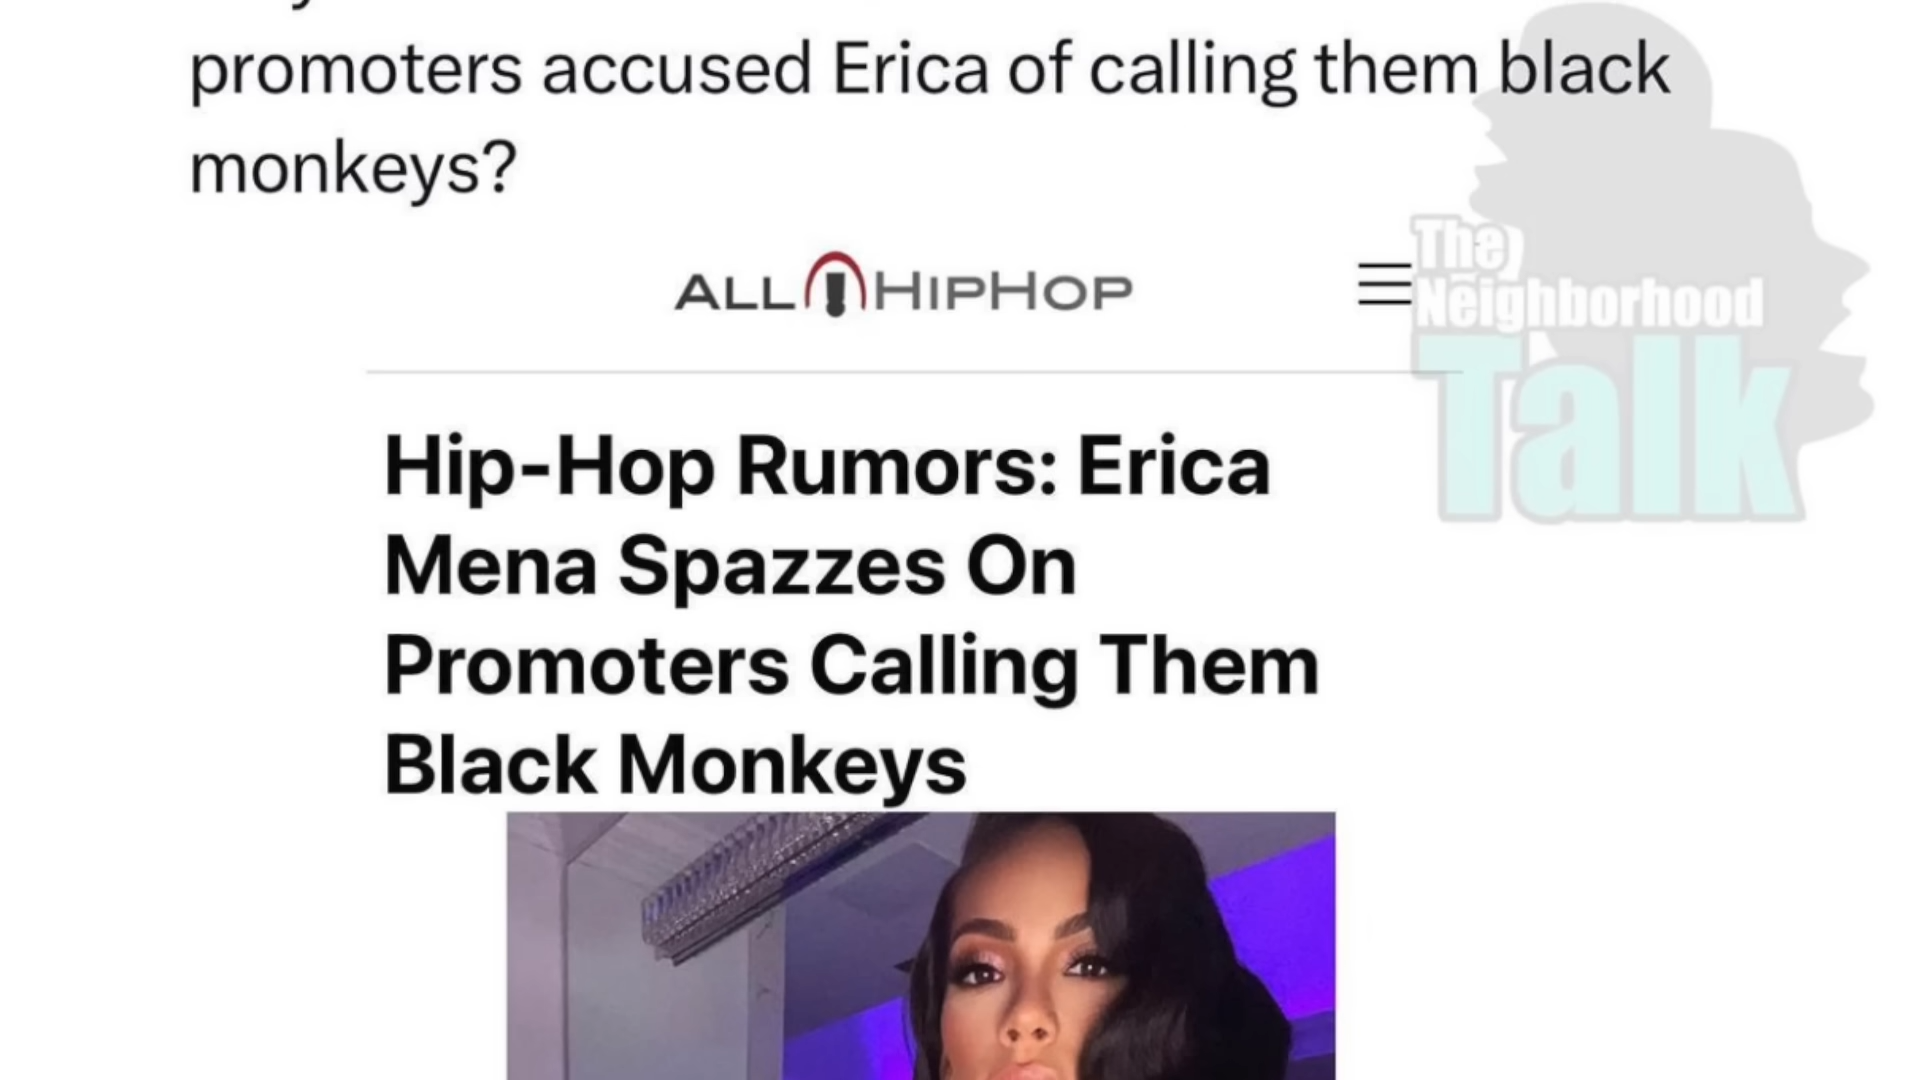 promoters accused Erica of calling them black
monkeys?
ALL HIPHOP
The
Neighborhood
Talk
Hip-Hop Rumors: Erica
Mena Spazzes On
Promoters Calling Them
Black Monkeys